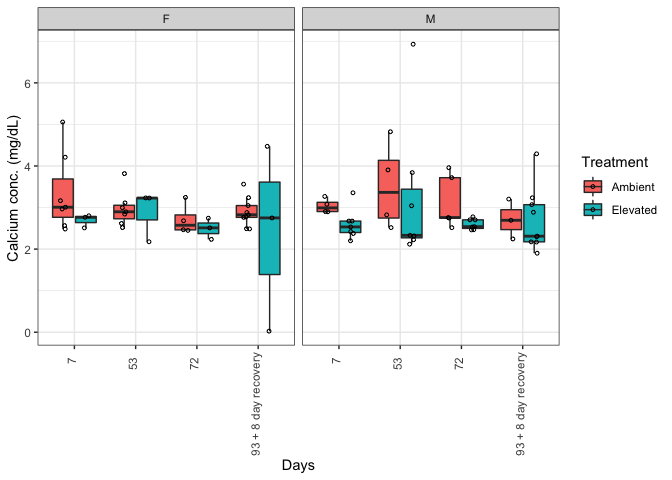 F
M
Calcium conc. (mg/dL)
6
4
2
0
7
53
72
93 + 8 day recovery
7
53
72
93 + 8 day recovery
Days
Treatment
Ambient
Elevated